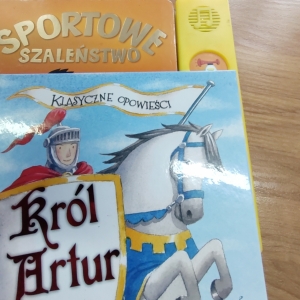 SPORTOWE
SZALEŃSTWO
KLASYCZNE OPOWIEŚCI
Król
Artur